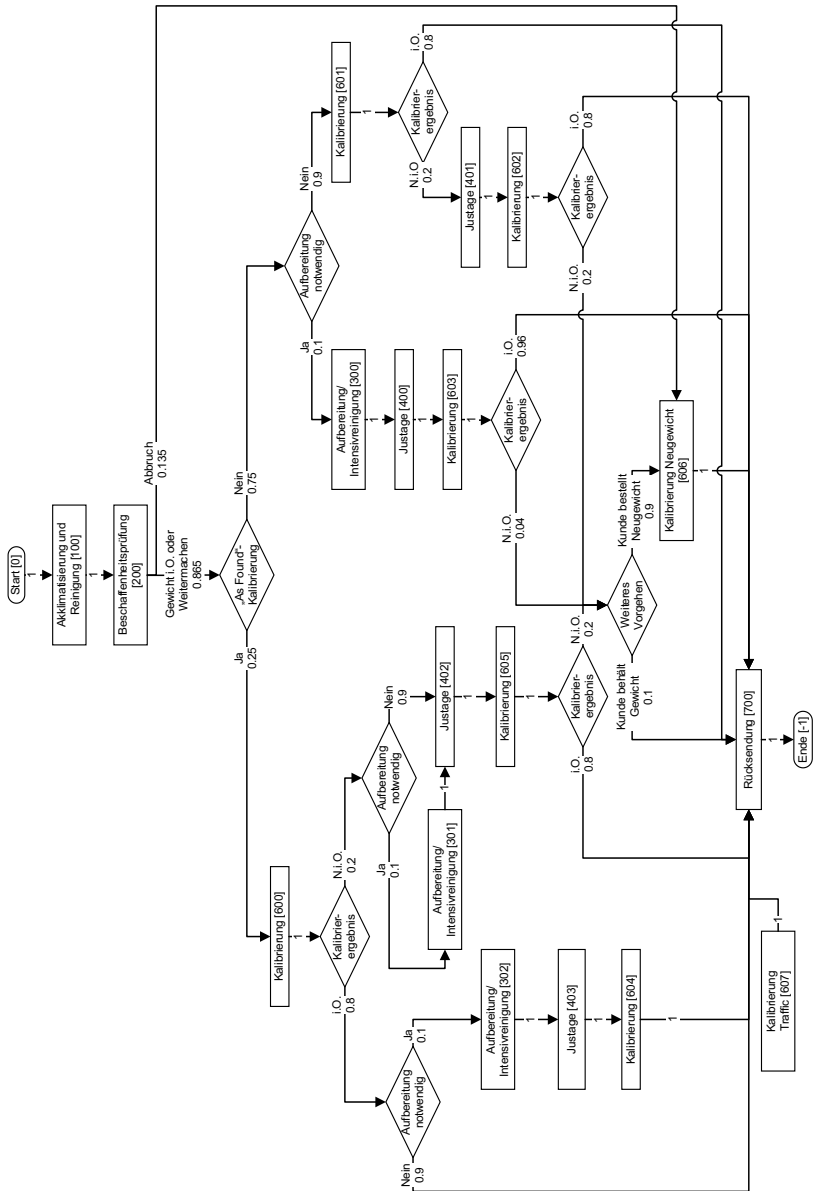 Start [0]
1
Akklimatisierung und
Reinigung [100]
1
Beschaffenheitsprüfung
[200]
Abbruch
0.135
Gewicht i.O. oder
Weitermachen
0.865
„As Found“-
Kalibrierung
Ja
0.25
Nein
0.75
Kalibrierung [600]
1
Kalibrier-
ergebnis
i.O.
0.8
N.i.O.
0.2
Aufbereitung
notwendig
Nein
0.9
Ja
0.1
Aufbereitung/
Intensivreinigung [302]
1
Justage [403]
1
Kalibrierung [604]
1
Aufbereitung
notwendig
Ja
0.1
Nein
0.9
Aufbereitung/
Intensivreinigung [301]
1
Justage [402]
1
Kalibrierung [605]
1
Kalibrier-
ergebnis
i.O.
0.8
N.i.O.
0.2
Aufbereitung
notwendig
Ja
0.1
Nein
0.9
Aufbereitung/
Intensivreinigung [300]
1
Justage [400]
1
Kalibrierung [603]
1
Kalibrier-
ergebnis
N.i.O.
0.04
i.O.
0.96
Kalibrierung [601]
1
Kalibrier-
ergebnis
N.i.O
0.2
i.O.
0.8
Justage [401]
1
Kalibrierung [602]
1
Kalibrier-
ergebnis
N.i.O.
0.2
i.O.
0.8
Weiteres
Vorgehen
Kunde behält
Gewicht
0.1
Kunde bestellt
Neugewicht
0.9
Kalibrierung Neugewicht
[606]
1
Kalibrierung
Traffic [607]
1
Rücksendung [700]
1
Ende [-1]